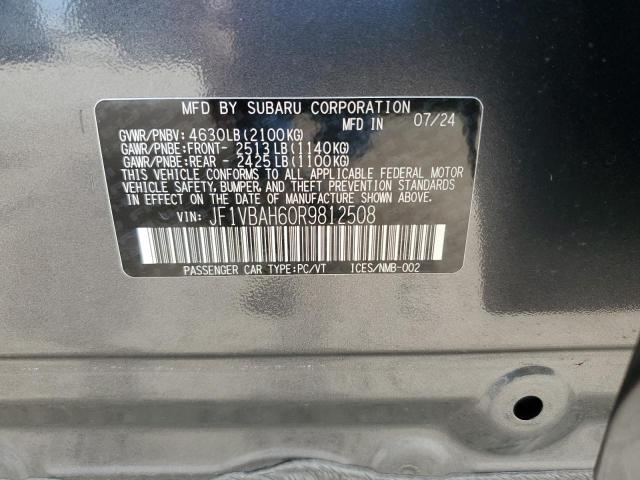 MFD BY SUBARU CORPORATION
MFD IN 07/24
GVWR/PNBV: 4630LB(2100KG)
GAWR/PNBE:FRONT- 2513LB(1140KG)
GAWR/PNBE:REAR - 2425LB(1100KG)
THIS VEHICLE CONFORMS TO ALL APPLICABLE FEDERAL MOTOR
VEHICLE SAFETY, BUMPER, AND THEFT PREVENTION STANDARDS
IN EFFECT ON THE DATE OF MANUFACTURE SHOWN ABOVE.
VIN: JF1VBAH60R9812508
PASSENGER CAR TYPE:PC/VT ICES/NMB-002